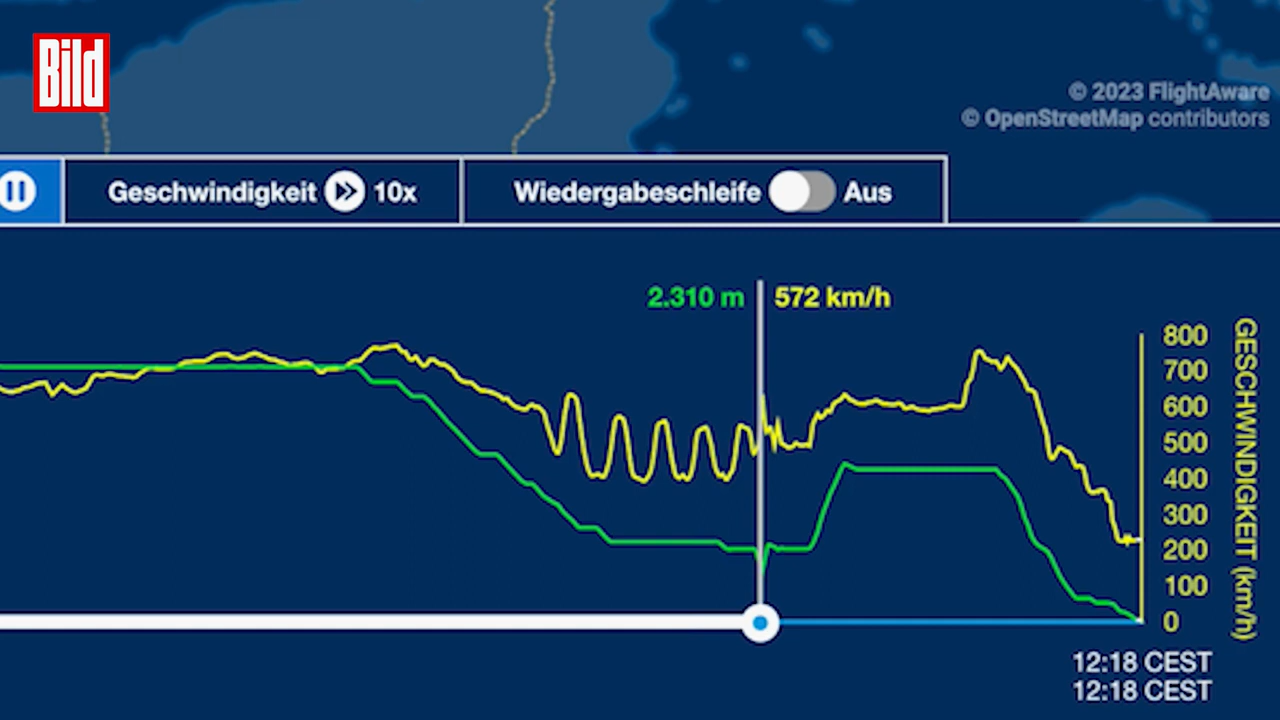 Bild
© 2023 FlightAware
© OpenStreetMap contributors
Geschwindigkeit 10x
Wiedergabeschleife Aus
2.310 m 572 km/h
800
700
600
500
400
300
200
100
0
GESCHWINDIGKEIT (km/h)
12:18 CEST
12:18 CEST